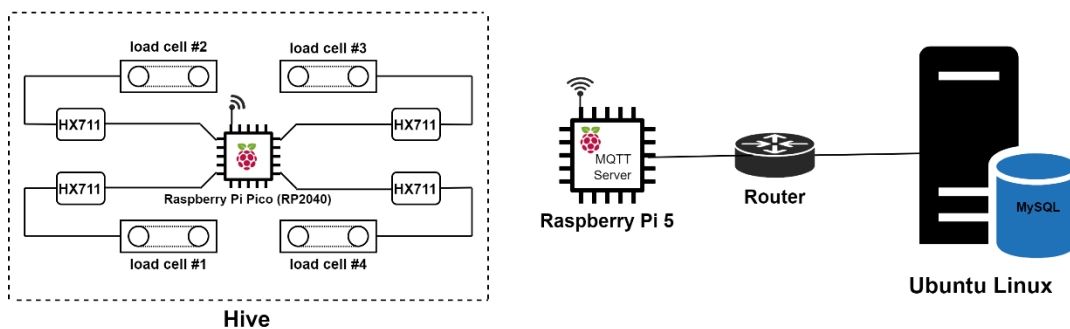 load cell #2
load cell #3
HX711
HX711
HX711
HX711
Raspberry Pi Pico (RP2040)
load cell #1
load cell #4
Hive
MQTT
Server
Raspberry Pi 5
Router
MySQL
Ubuntu Linux